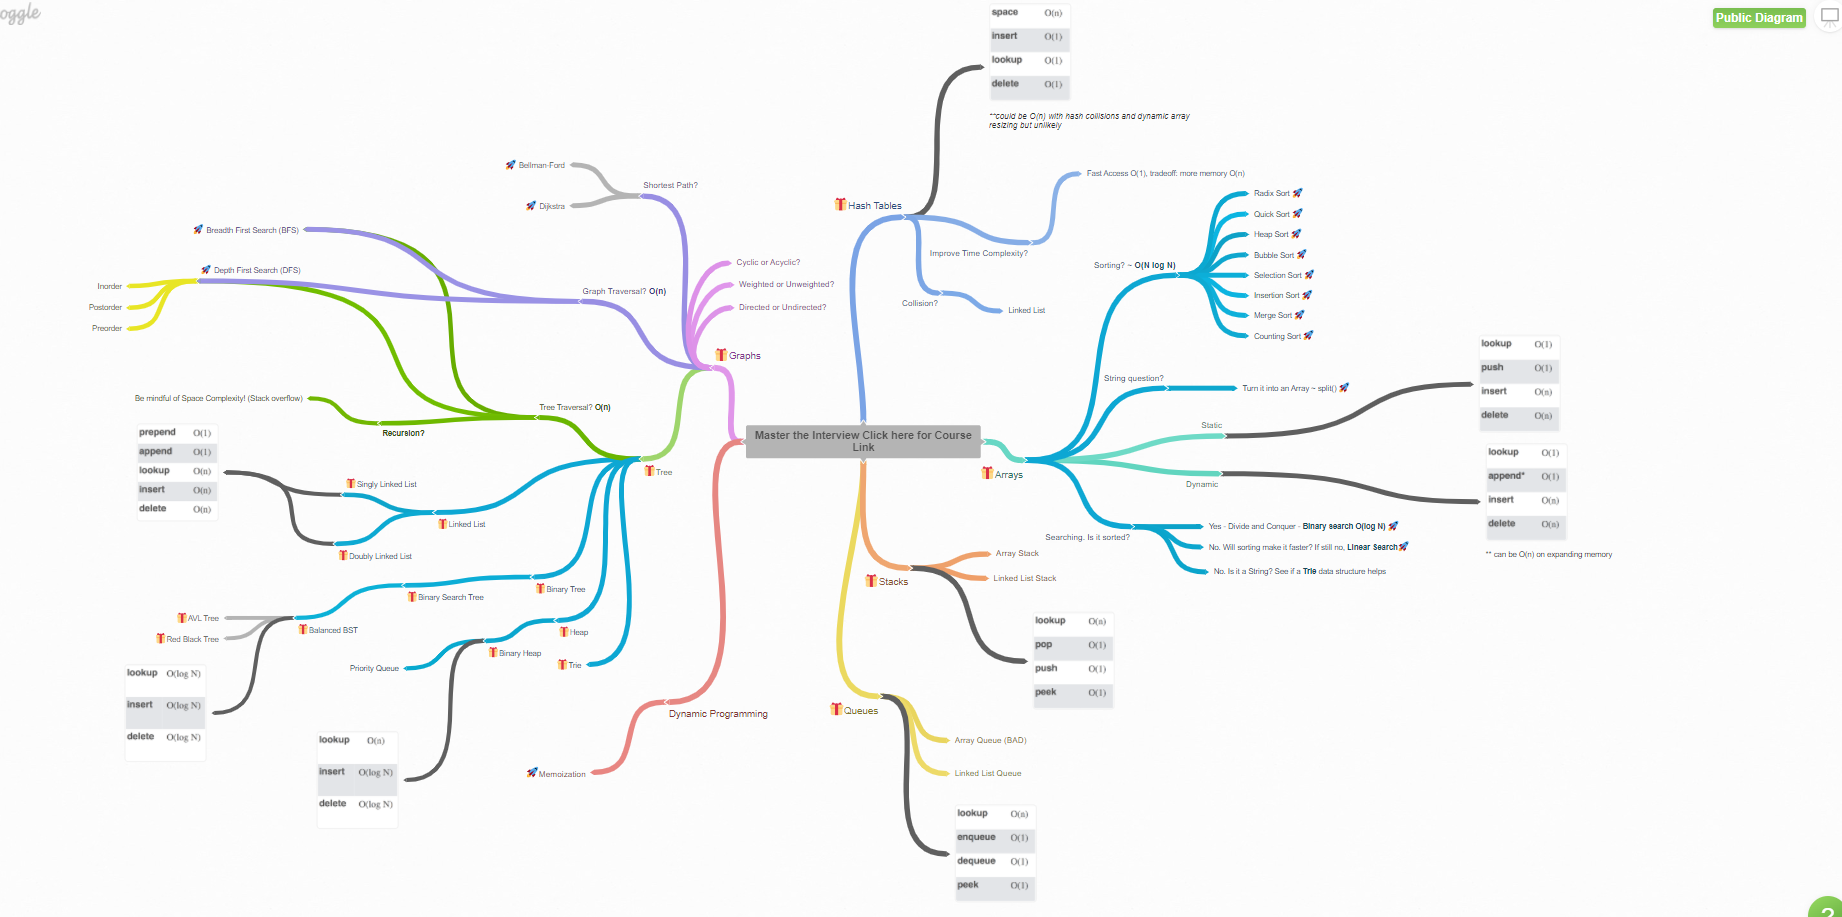 oggle
Public Diagram
space O(n)
insert O(1)
lookup O(1)
delete O(1)
**could be O(n) with hash collisions and dynamic array
resizing but unlikely
Bellman-Ford
Shortest Path?
Dijkstra
Breadth First Search (BFS)
Depth First Search (DFS)
Inorder
Postorder
Preorder
Graph Traversal? O(n)
Cyclic or Acyclic?
Weighted or Unweighted?
Directed or Undirected?
Graphs
Hash Tables
Fast Access O(1), tradeoff: more memory O(n)
Improve Time Complexity?
Collision?
Linked List
Sorting? ~ O(N log N)
Radix Sort
Quick Sort
Heap Sort
Bubble Sort
Selection Sort
Insertion Sort
Merge Sort
Counting Sort
String question?
Turn it into an Array ~ split()
Static
lookup O(1)
push O(1)
insert O(n)
delete O(n)
Dynamic
lookup O(1)
append* O(1)
insert O(n)
delete O(n)
** can be O(n) on expanding memory
Master the Interview Click here for Course
Link
Arrays
Searching. Is it sorted?
Yes - Divide and Conquer - Binary search O(log N)
No. Will sorting make it faster? If still no, Linear Search
No. Is it a String? See if a Trie data structure helps
Be mindful of Space Complexity! (Stack overflow)
Tree Traversal? O(n)
Recursion?
Tree
prepend O(1)
append O(1)
lookup O(n)
insert O(n)
delete O(n)
Singly Linked List
Linked List
Doubly Linked List
Binary Tree
Binary Search Tree
Balanced BST
AVL Tree
Red Black Tree
lookup O(log N)
insert O(log N)
delete O(log N)
Heap
Binary Heap
Priority Queue
Trie
lookup O(n)
insert O(log N)
delete O(log N)
Dynamic Programming
Memoization
Stacks
Array Stack
Linked List Stack
lookup O(n)
pop O(1)
push O(1)
peek O(1)
Queues
Array Queue (BAD)
Linked List Queue
lookup O(n)
enqueue O(1)
dequeue O(1)
peek O(1)
?